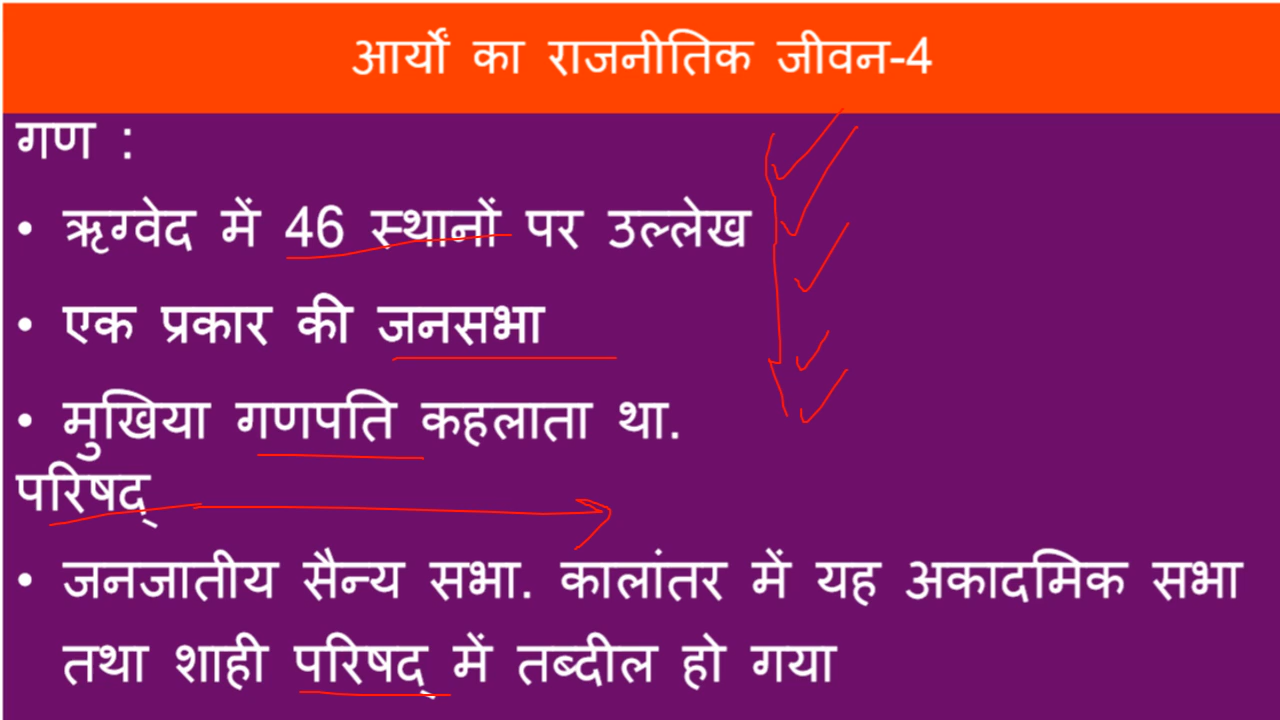 आर्यों का राजनीतिक जीवन-4
गण :
• ऋग्वेद में 46 स्थानों पर उल्लेख
• एक प्रकार की जनसभा
• मुखिया गणपति कहलाता था.
परिषद्
• जनजातीय सैन्य सभा. कालांतर में यह अकादमिक सभा
तथा शाही परिषद् में तब्दील हो गया